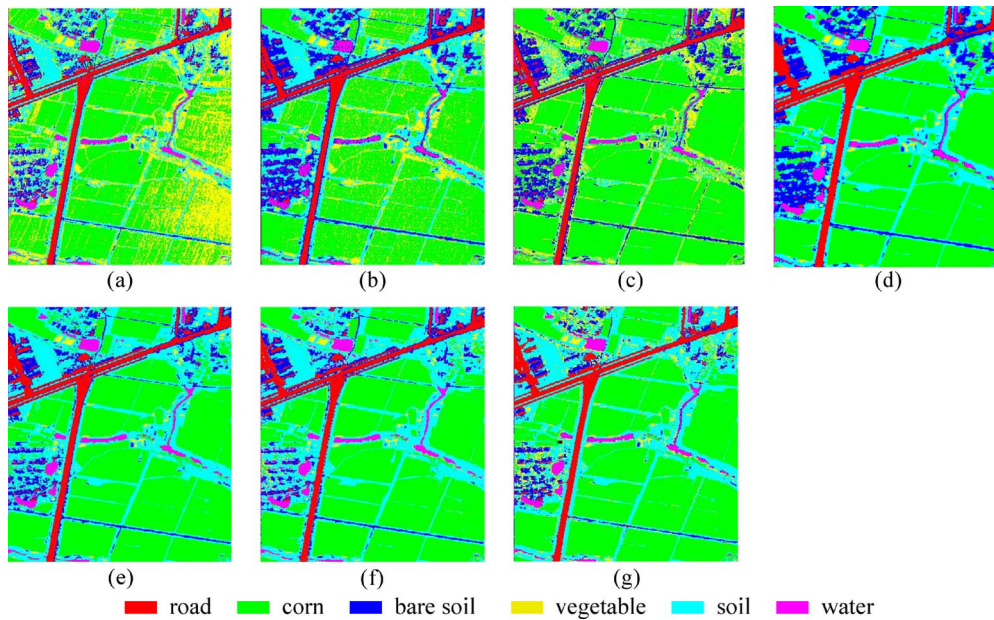 (a) (b) (c) (d)
(e) (f) (g)
road corn bare soil vegetable soil water